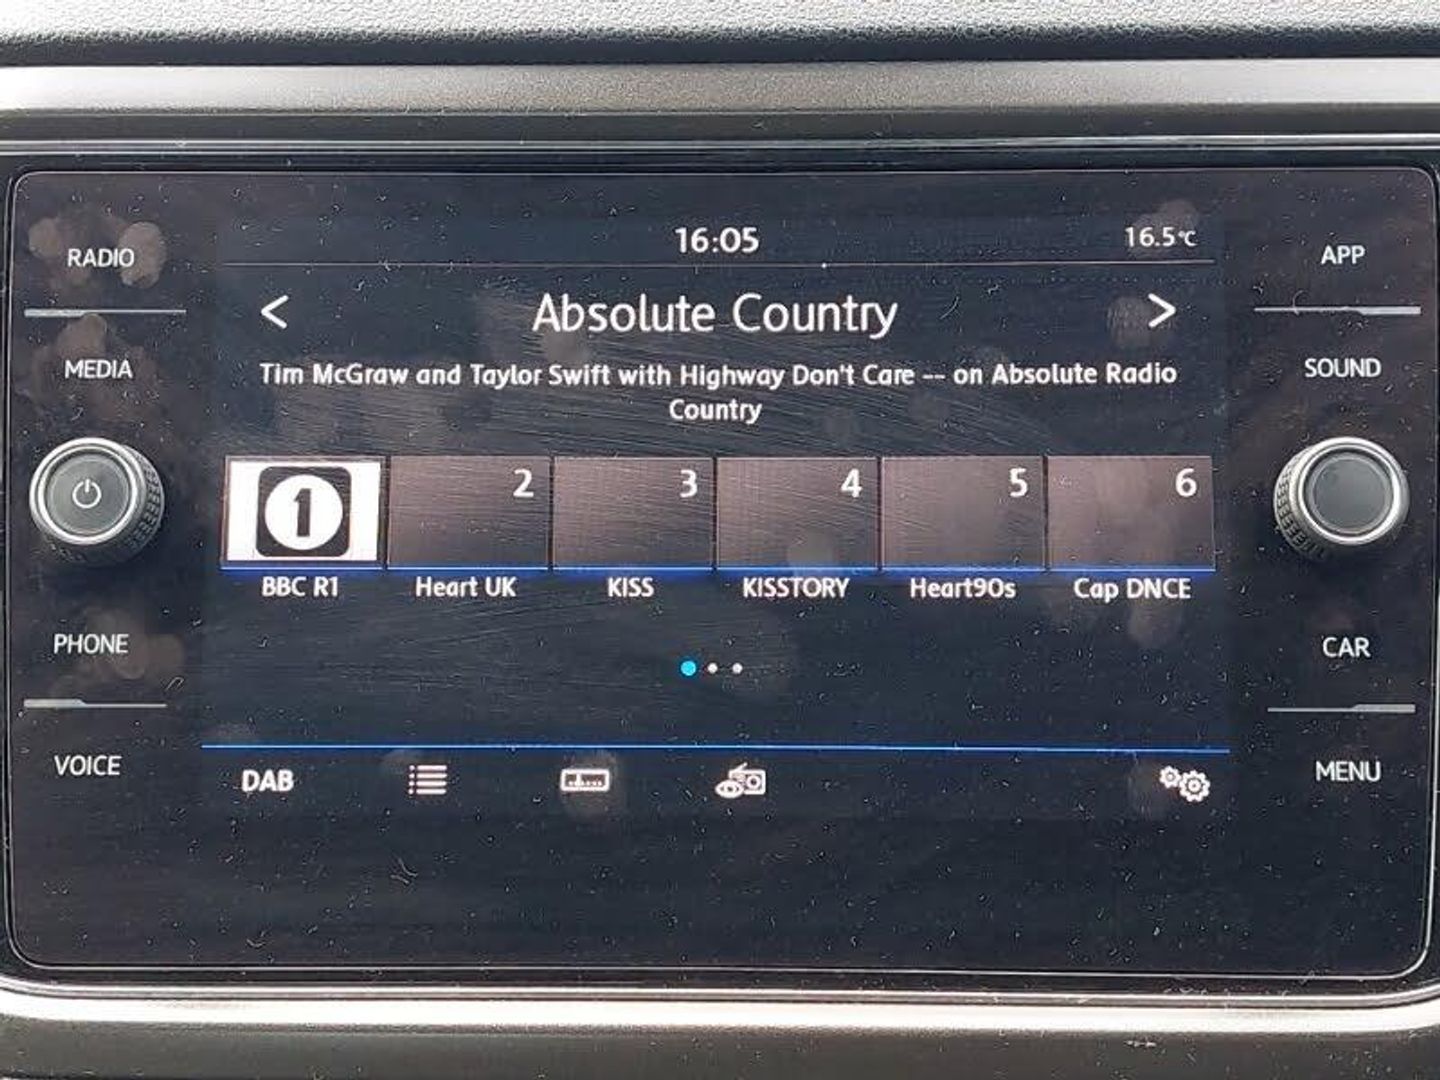 RADIO
MEDIA
PHONE
VOICE
16:05
16.5°C
< Absolute Country >
Tim McGraw and Taylor Swift with Highway Don't Care -- on Absolute Radio
Country
1 2 3 4 5 6
BBC R1 Heart UK KISS KISSTORY Heart90s Cap DNCE
DAB
APP
SOUND
CAR
MENU